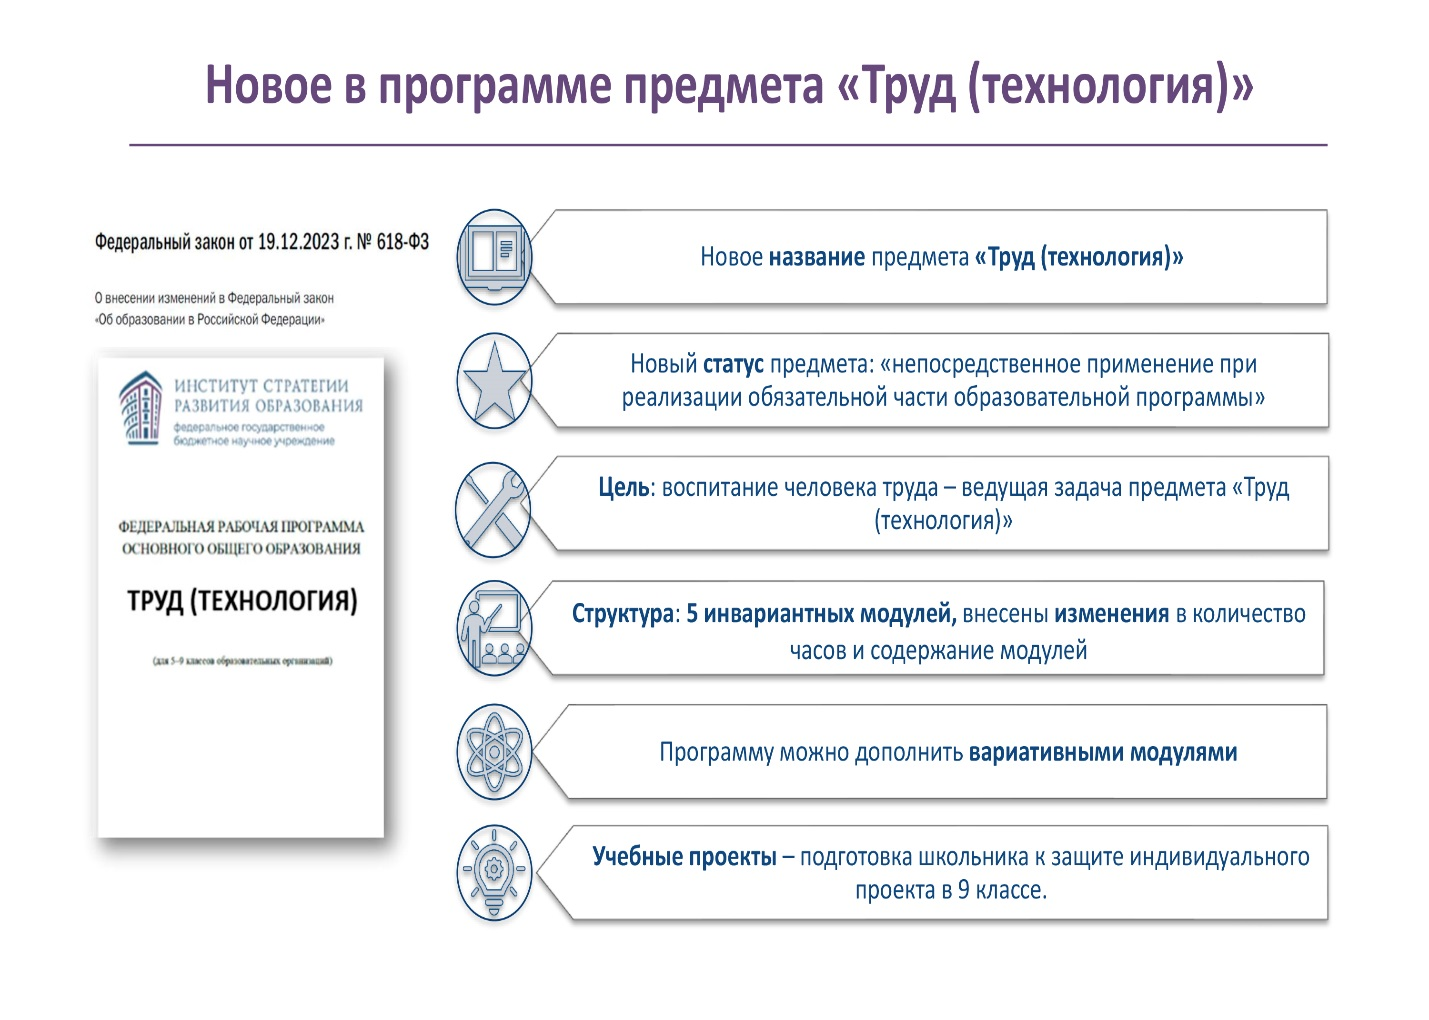 Новое в программе предмета «Труд (технология)»
Федеральный закон от 19.12.2023 г. № 618-ФЗ
О внесении изменений в Федеральный закон
«Об образовании в Российской Федерации»
ИНСТИТУТ СТРАТЕГИИ
РАЗВИТИЯ ОБРАЗОВАНИЯ
федеральное государственное
бюджетное научное учреждение
ФЕДЕРАЛЬНАЯ РАБОЧАЯ ПРОГРАММА
ОСНОВНОГО ОБЩЕГО ОБРАЗОВАНИЯ
ТРУД (ТЕХНОЛОГИЯ)
(для 5–9 классов образовательных организаций)
Новое название предмета «Труд (технология)»
Новый статус предмета: «непосредственное применение при
реализации обязательной части образовательной программы»
Цель: воспитание человека труда – ведущая задача предмета «Труд
(технология)»
Структура: 5 инвариантных модулей, внесены изменения в количество
часов и содержание модулей
Программу можно дополнить вариативными модулями
Учебные проекты – подготовка школьника к защите индивидуального
проекта в 9 классе.